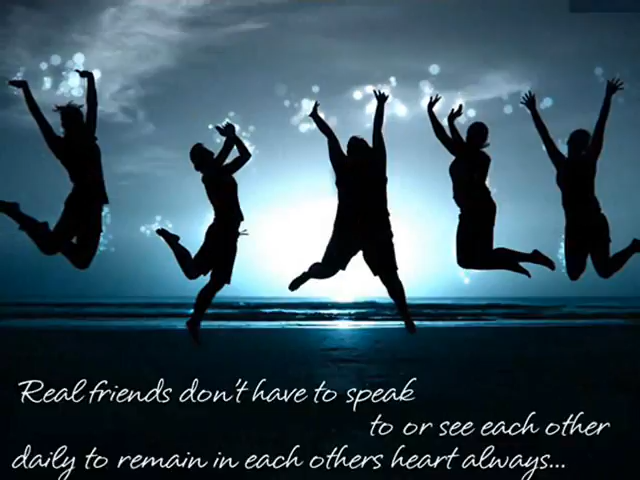 Real friends don't have to speak
to or see each other
daily to remain in each others heart always...